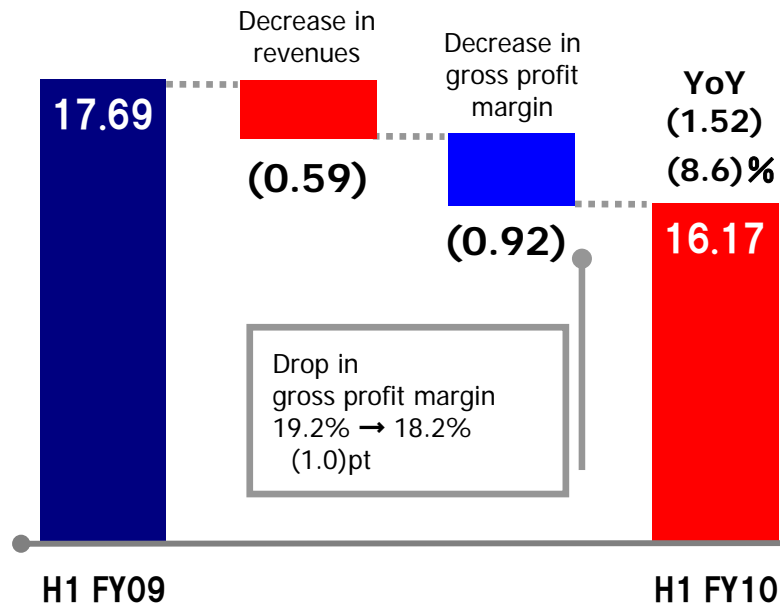 Decrease in
revenues
Decrease in
gross profit
margin
YoY
(1.52)
(8.6)%
17.69
(0.59)
(0.92)
16.17
Drop in
gross profit margin
19.2% → 18.2%
(1.0)pt
H1 FY09
H1 FY10